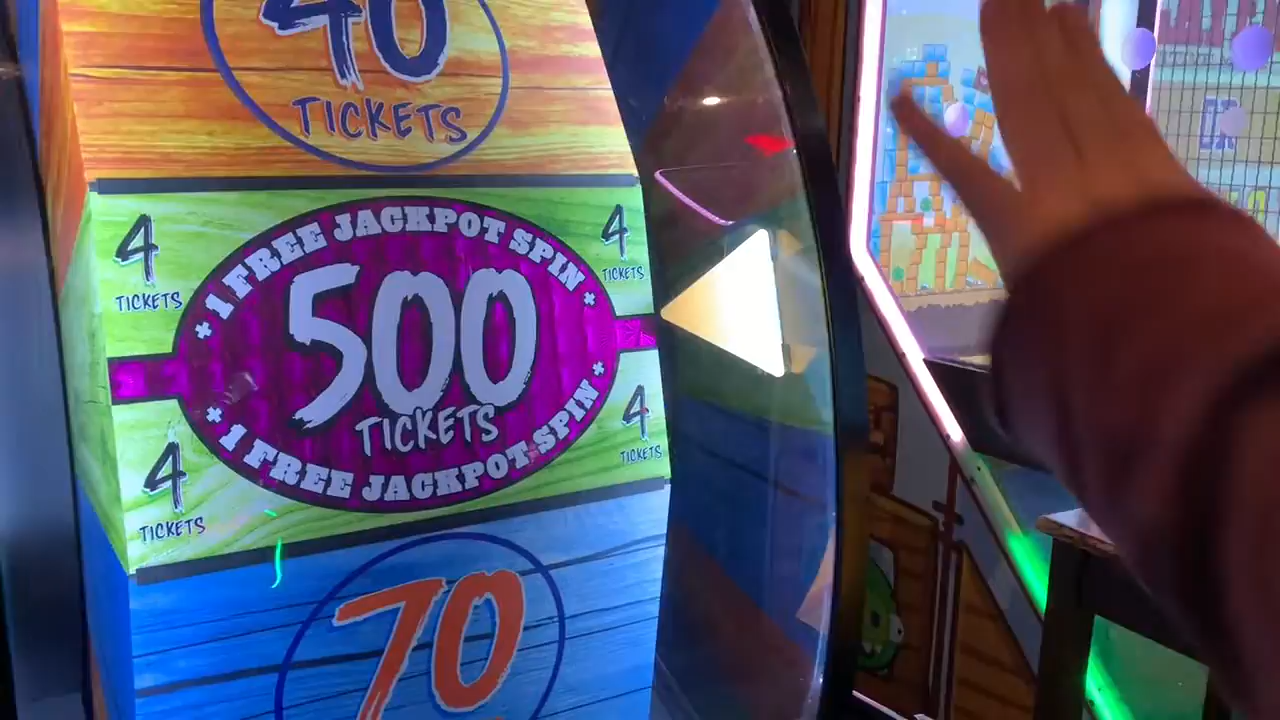 40
TICKETS
4
TICKETS
4
TICKETS
+ 1 FREE JACKPOT SPIN +
500
TICKETS
+ 1 FREE JACKPOT SPIN +
4
TICKETS
4
TICKETS
70